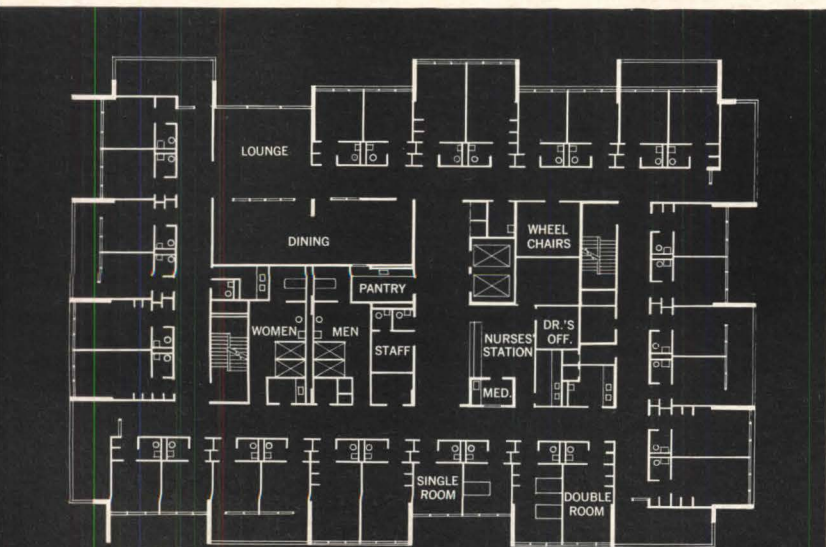 LOUNGE
DINING
WHEEL
CHAIRS
PANTRY
WOMEN
MEN
STAFF
NURSES'
STATION
DR.'S
OFF.
MED.
SINGLE
ROOM
DOUBLE
ROOM